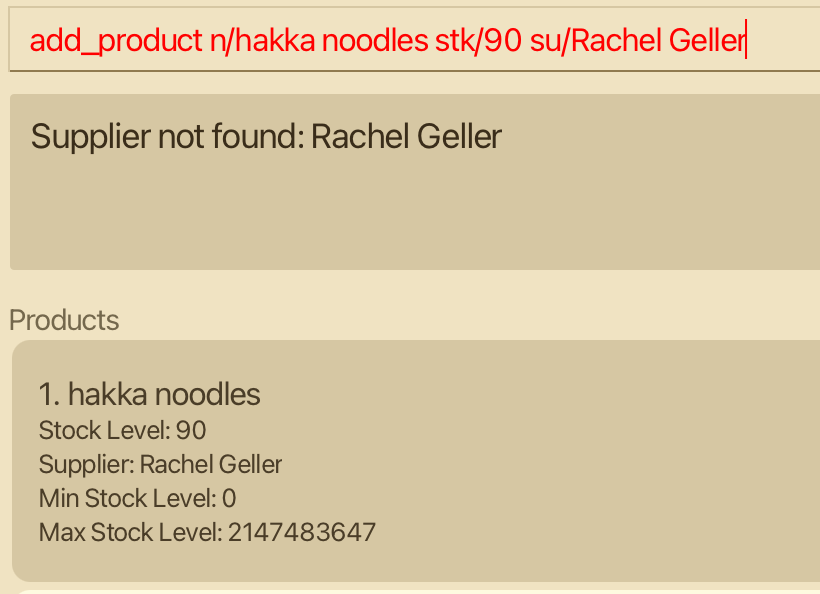 add_product n/hakka noodles stk/90 su/Rachel Geller
Supplier not found: Rachel Geller
Products
1. hakka noodles
Stock Level: 90
Supplier: Rachel Geller
Min Stock Level: 0
Max Stock Level: 2147483647